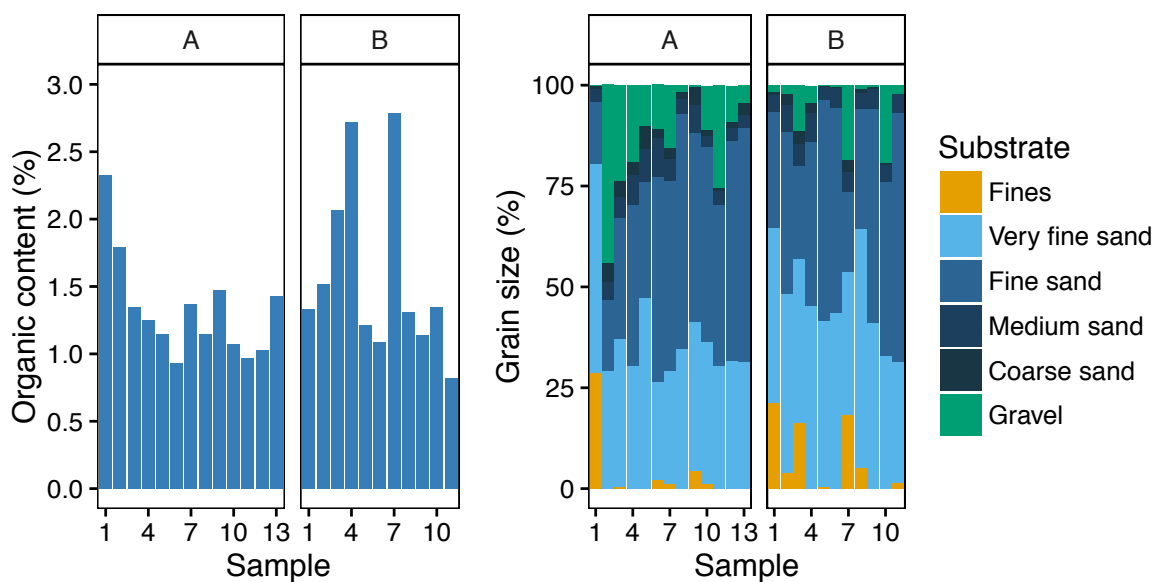 A
B
3.0
2.5
2.0
1.5
1.0
0.5
0.0
Organic content (%)
1 4 7 10 13
1 4 7 10
Sample
A
B
100
75
50
25
0
Grain size (%)
1 4 7 10 13
1 4 7 10
Sample
Substrate
Fines
Very fine sand
Fine sand
Medium sand
Coarse sand
Gravel